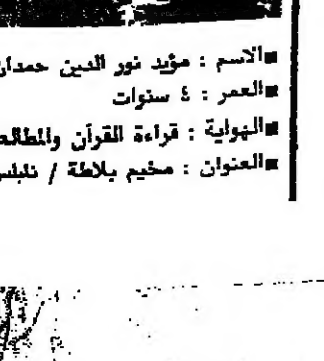 الاسم : مؤيد نور الدين حمدان
العمر : ٤ سنوات
الهواية : قراءة القرآن والمطالعة
العنوان : مخيم بلاطة / نابلس